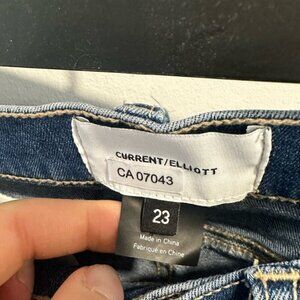 CURRENT/ELLIOTT
CA 07043
23
Made in China
Fabriqué en Chine